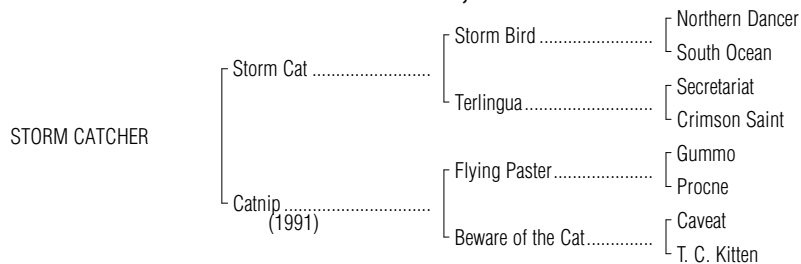 Northern Dancer
Storm Bird ....................
South Ocean
Storm Cat .........................
Secretariat
Terlingua.......................
Crimson Saint
STORM CATCHER
Gummo
Flying Paster.................
Procne
Catnip ...............................
(1991)
Caveat
Beware of the Cat..............
T. C. Kitten